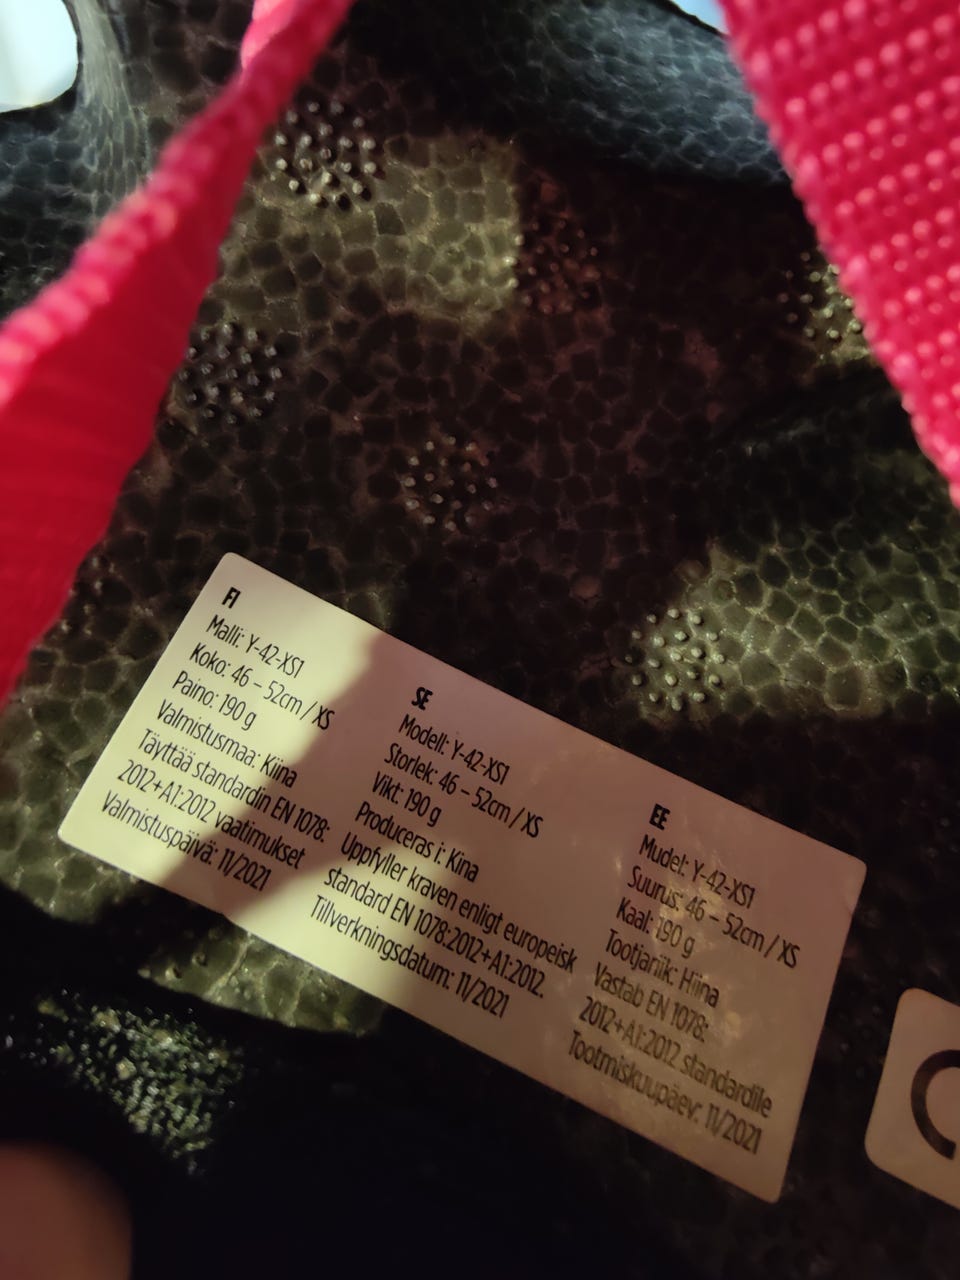 FI
Malli: Y-42-XS1
Koko: 46 – 52cm / XS
Paino: 190 g
Valmistusmaa: Kiina
Täyttää standardin EN 1078:
2012+A1:2012 vaatimukset
Valmistuspäivä: 11/2021
SE
Modell: Y-42-XS1
Storlek: 46 – 52cm / XS
Vikt: 190 g
Produceras i: Kina
Uppfyller kraven enligt europeisk
standard EN 1078:2012+A1:2012.
Tillverkningsdatum: 11/2021
EE
Mudel: Y-42-XS1
Suurus: 46 – 52cm / XS
Kaal: 190 g
Tootjariik: Hiina
Vastab EN 1078:
2012+A1:2012 standardile
Tootmiskuupäev: 11/2021